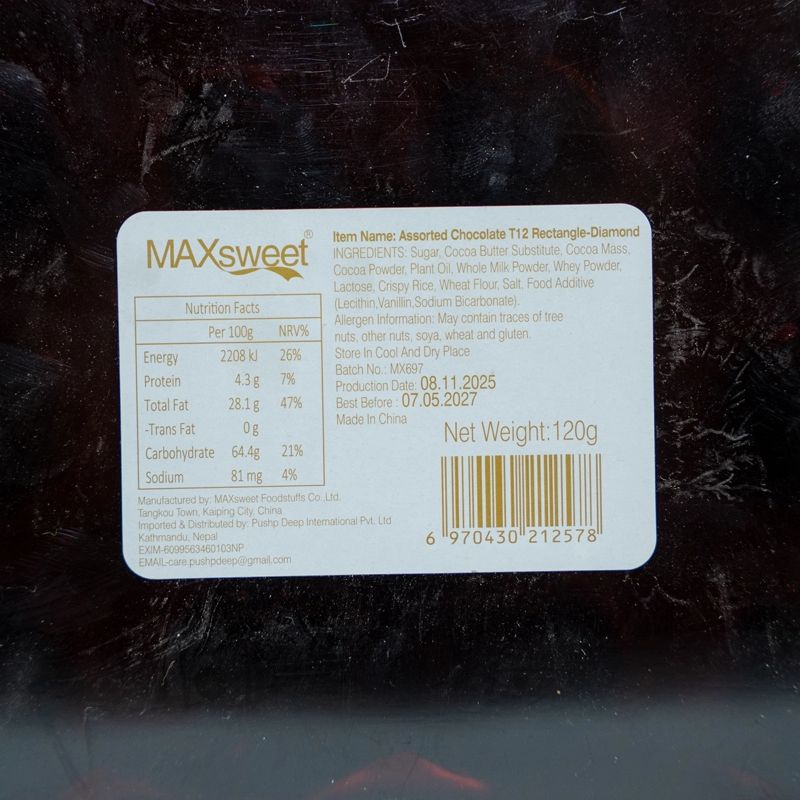 MAXsweet®
Nutrition Facts
Per 100g NRV%
Energy 2208 kJ 26%
Protein 4.3 g 7%
Total Fat 28.1 g 47%
-Trans Fat 0 g
Carbohydrate 64.4g 21%
Sodium 81 mg 4%
Item Name: Assorted Chocolate T12 Rectangle-Diamond
INGREDIENTS: Sugar, Cocoa Butter Substitute, Cocoa Mass,
Cocoa Powder, Plant Oil, Whole Milk Powder, Whey Powder,
Lactose, Crispy Rice, Wheat Flour, Salt, Food Additive
(Lecithin,Vanillin,Sodium Bicarbonate).
Allergen Information: May contain traces of tree
nuts, other nuts, soya, wheat and gluten.
Store In Cool And Dry Place
Batch No.: MX697
Production Date: 08.11.2025
Best Before : 07.05.2027
Made In China
Net Weight:120g
6 970430 212578
Manufactured by: MAXsweet Foodstuffs Co.,Ltd.
Tangkou Town, Kaiping City, China
Imported & Distributed by: Pushp Deep International Pvt. Ltd
Kathmandu, Nepal
EXIM-6099563460103NP
EMAIL-care.pushpdeep@gmail.com